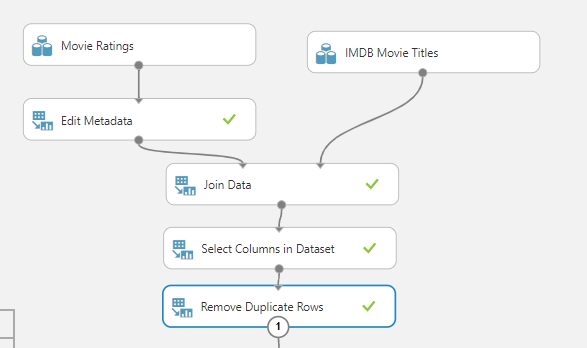 Movie Ratings
IMDB Movie Titles
Edit Metadata
Join Data
Select Columns in Dataset
Remove Duplicate Rows
1